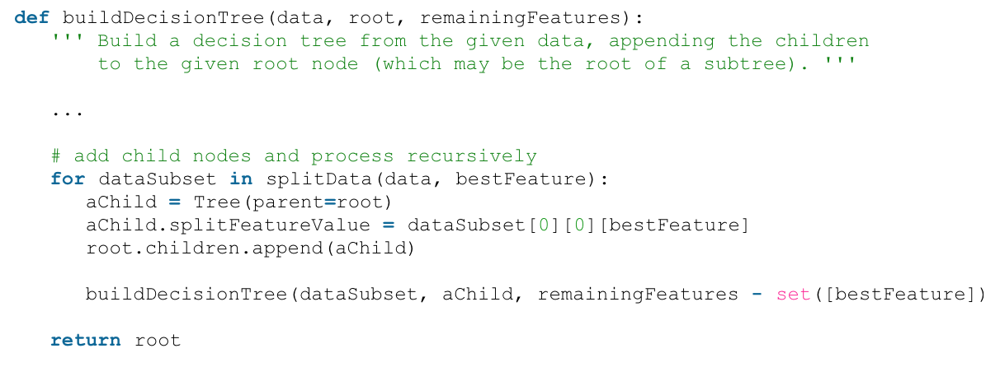 def buildDecisionTree(data, root, remainingFeatures):
''' Build a decision tree from the given data, appending the children
to the given root node (which may be the root of a subtree). '''
...
# add child nodes and process recursively
for dataSubset in splitData(data, bestFeature):
aChild = Tree(parent=root)
aChild.splitFeatureValue = dataSubset[0][0][bestFeature]
root.children.append(aChild)
buildDecisionTree(dataSubset, aChild, remainingFeatures - set([bestFeature])
return root